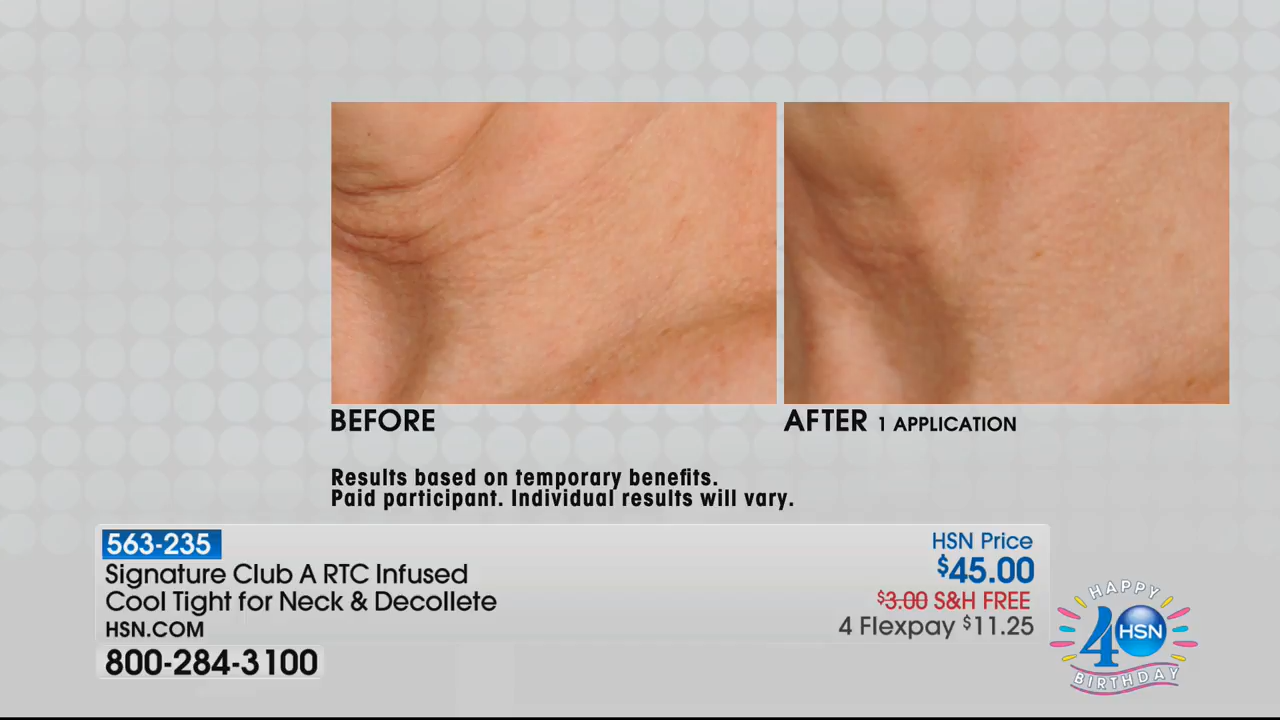 BEFORE
AFTER 1 APPLICATION
Results based on temporary benefits.
Paid participant. Individual results will vary.
563-235
Signature Club A RTC Infused
Cool Tight for Neck & Decollete
HSN.COM
800-284-3100
HSN Price
$45.00
$3.00 S&H FREE
4 Flexpay $11.25
HAPPY
40 HSN
BIRTHDAY